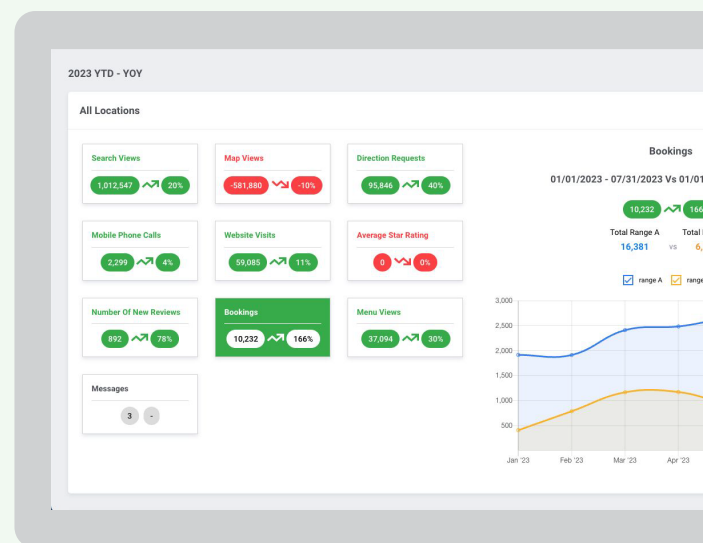 2023 YTD - YOY
All Locations
Search Views
1,012,547 20%
Map Views
-581,880 -10%
Direction Requests
95,846 40%
Mobile Phone Calls
2,299 4%
Website Visits
59,085 11%
Average Star Rating
0 0%
Number Of New Reviews
892 78%
Bookings
10,232 166%
Menu Views
37,094 30%
Messages
3 -
Bookings
01/01/2023 - 07/31/2023 Vs 01/01
10,232 166
Total Range A Total
16,381 vs 6,
range A range
3,000
2,500
2,000
1,500
1,000
500
Jan '23 Feb '23 Mar '23 Apr '23